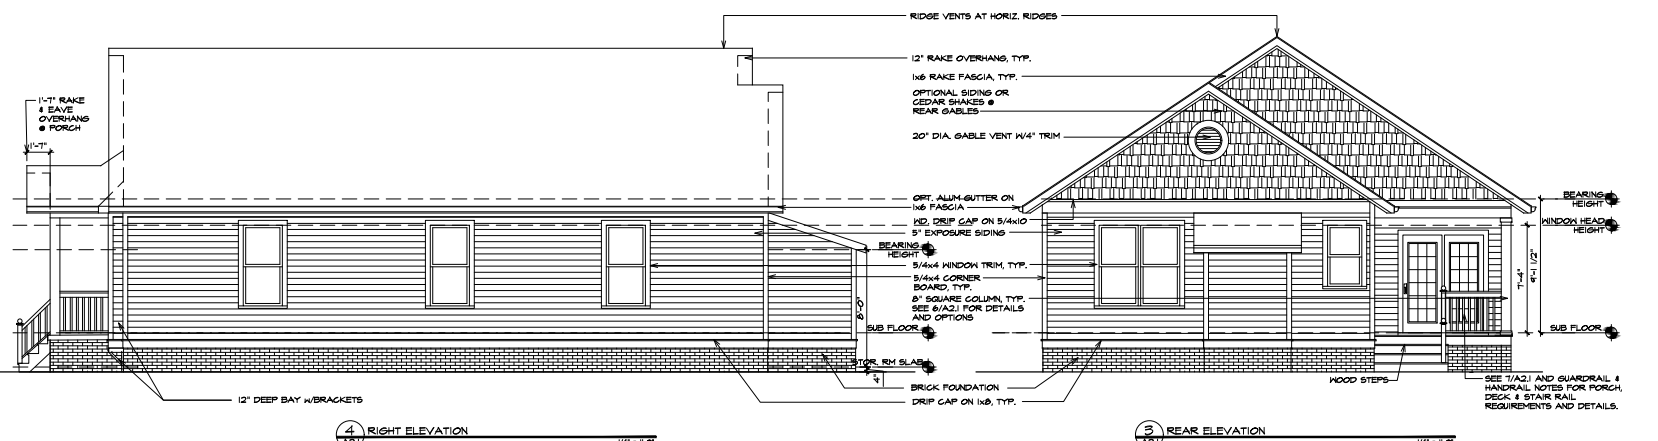 RIDGE VENTS AT HORIZ. RIDGES
12" RAKE OVERHANG, TYP.
1x6 RAKE FASCIA, TYP.
OPTIONAL SIDING OR
CEDAR SHAKES @
REAR GABLES
20" DIA. GABLE VENT W/4" TRIM
1'-7" RAKE
& EAVE
OVERHANG
@ PORCH
1'-7"
OPT. ALUM GUTTER ON
1x6 FASCIA
WD. DRIP CAP ON 5/4x10
5" EXPOSURE SIDING
BEARING
HEIGHT
5/4x4 WINDOW TRIM, TYP.
5/4x4 CORNER
BOARD, TYP.
8" SQUARE COLUMN, TYP.
SEE 6/A2.1 FOR DETAILS
AND OPTIONS
8'-0"
SUB FLOOR
STOR. RM SLAB
4"
BRICK FOUNDATION
DRIP CAP ON 1x8, TYP.
12" DEEP BAY W/BRACKETS
BEARING
HEIGHT
WINDOW HEAD
HEIGHT
7'-4"
9'-1 1/2"
SUB FLOOR
WOOD STEPS
SEE 7/A2.1 AND GUARDRAIL &
HANDRAIL NOTES FOR PORCH,
DECK & STAIR RAIL
REQUIREMENTS AND DETAILS.
4 RIGHT ELEVATION
3 REAR ELEVATION